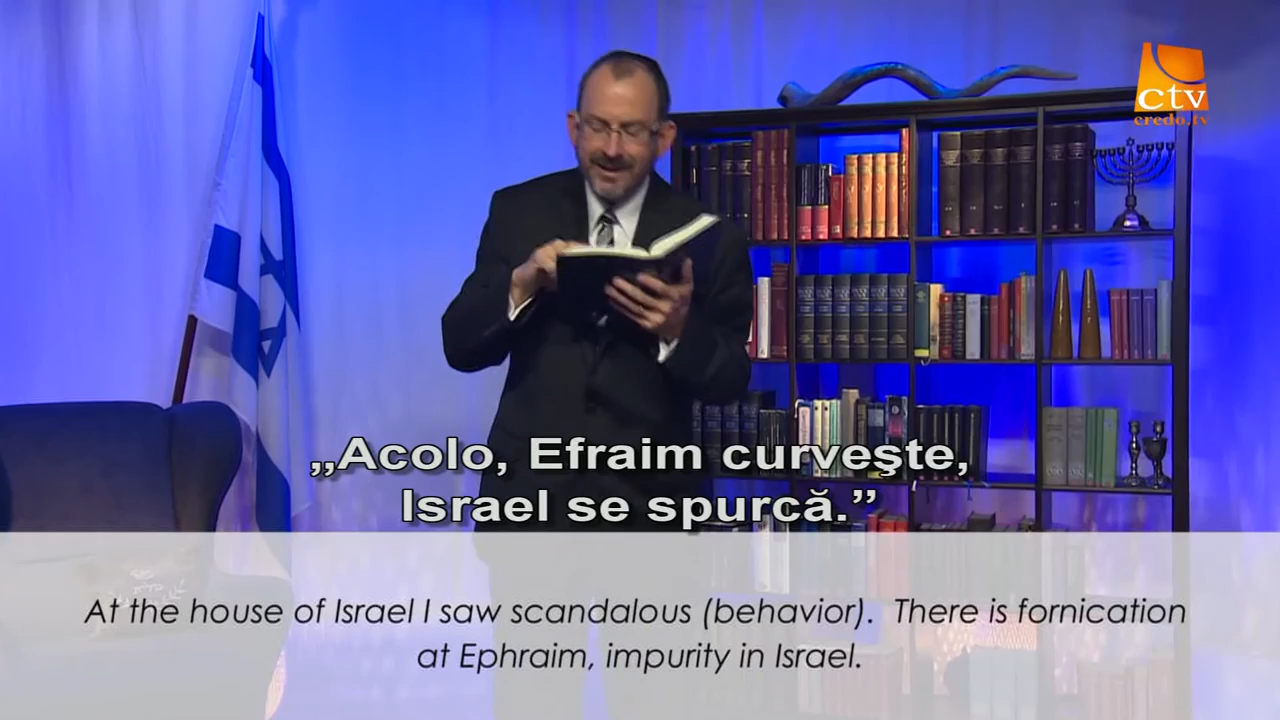 ctv
credo.tv
„Acolo, Efraim curveşte,
Israel se spurcă.”
At the house of Israel I saw scandalous (behavior). There is fornication
at Ephraim, impurity in Israel.